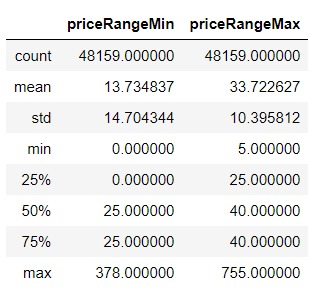 priceRangeMin priceRangeMax
count 48159.000000 48159.000000
mean 13.734837 33.722627
std 14.704344 10.395812
min 0.000000 5.000000
25% 0.000000 25.000000
50% 25.000000 40.000000
75% 25.000000 40.000000
max 378.000000 755.000000